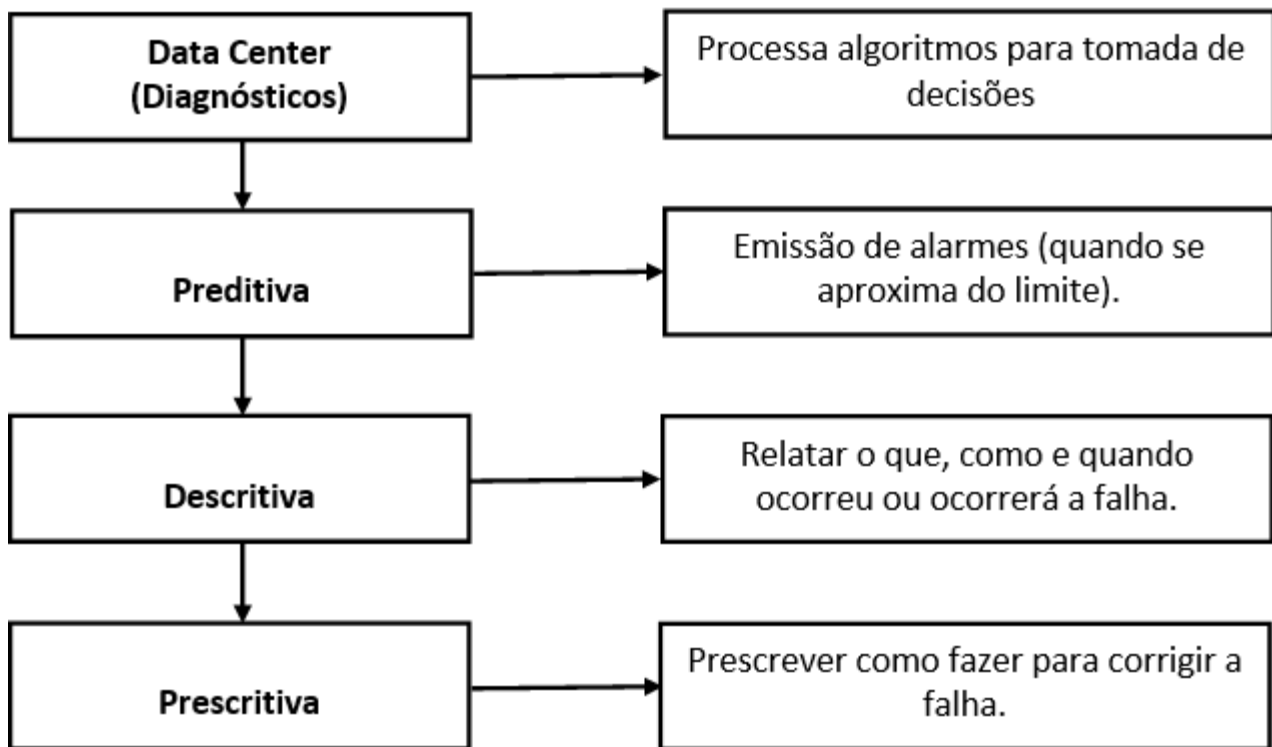 Data Center
(Diagnósticos)
Processa algoritmos para tomada de
decisões
Preditiva
Emissão de alarmes (quando se
aproxima do limite).
Descritiva
Relatar o que, como e quando
ocorreu ou ocorrerá a falha.
Prescritiva
Prescrever como fazer para corrigir a
falha.